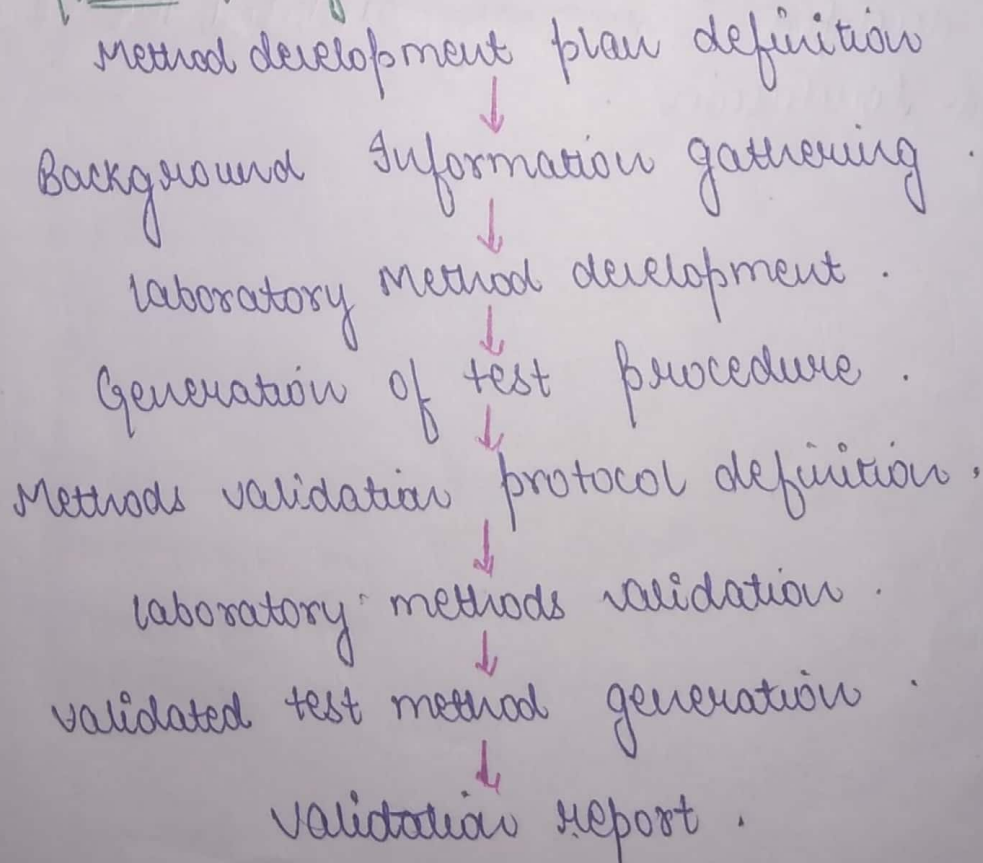 Method development plan definition
↓
Background Information gathering .
↓
laboratory Method development .
↓
Generation of test procedure .
↓
Methods validation protocol definition .
↓
laboratory methods validation .
↓
validated test method generation .
↓
validation report .